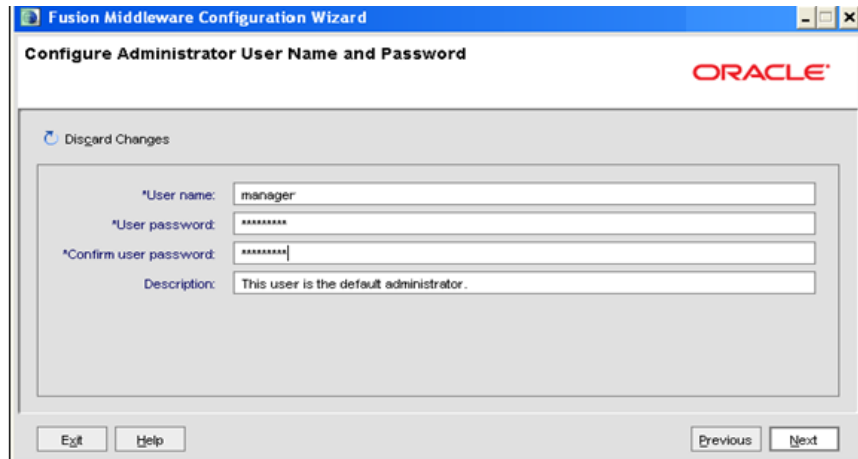 Fusion Middleware Configuration Wizard
Configure Administrator User Name and Password
ORACLE
Discard Changes
*User name: manager
*User password: *********
*Confirm user password: *********
Description: This user is the default administrator.
Exit Help Previous Next